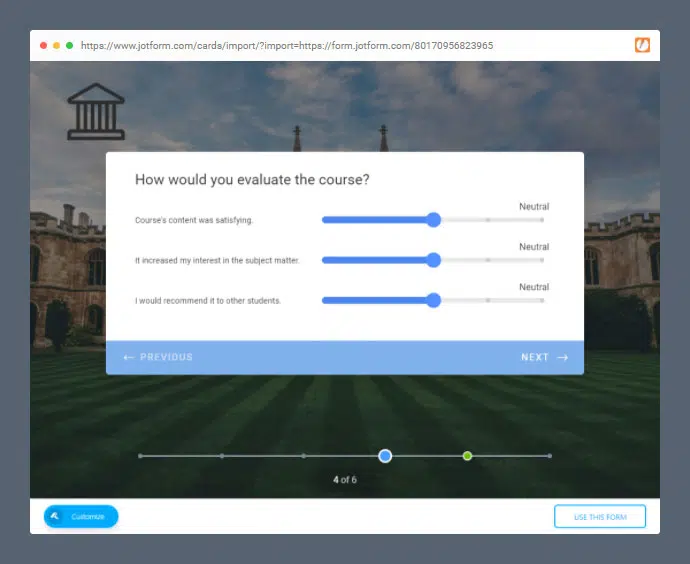 https://www.jotform.com/cards/import/?import=https://form.jotform.com/80170956823965
How would you evaluate the course?
Neutral
Course's content was satisfying.
Neutral
It increased my interest in the subject matter.
Neutral
I would recommend it to other students.
← PREVIOUS
NEXT →
4 of 6
Customize
USE THIS FORM